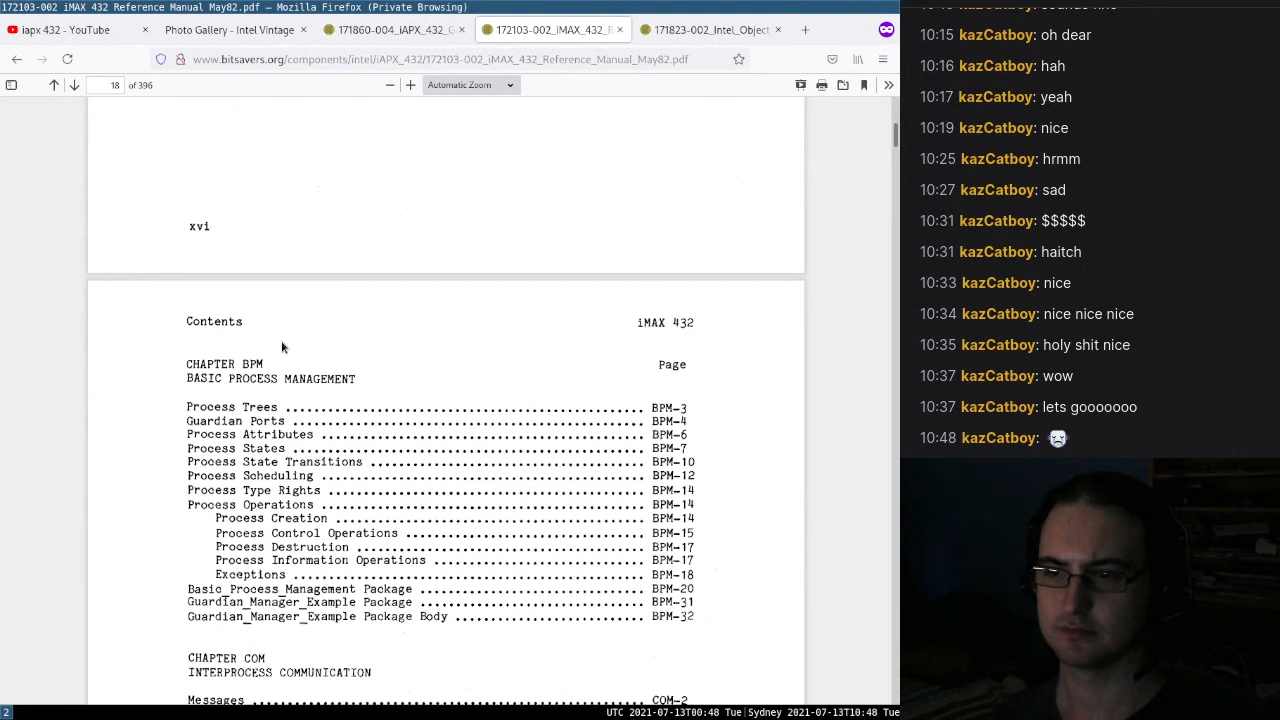 172103-002 iMAX 432 Reference Manual May82.pdf — Mozilla Firefox (Private Browsing)
iapx 432 - YouTube
Photo Gallery - Intel Vintage
171860-004_iAPX_432_G
172103-002_iMAX_432_R
171823-002_Intel_Object_
www.bitsavers.org/components/intel/iAPX_432/172103-002_iMAX_432_Reference_Manual_May82.pdf
18 of 396
Automatic Zoom
xvi
Contents iMAX 432
CHAPTER BPM Page
BASIC PROCESS MANAGEMENT
Process Trees BPM-3
Guardian Ports BPM-4
Process Attributes BPM-6
Process States BPM-7
Process State Transitions BPM-10
Process Scheduling BPM-12
Process Type Rights BPM-14
Process Operations BPM-14
Process Creation BPM-14
Process Control Operations BPM-15
Process Destruction BPM-17
Process Information Operations BPM-17
Exceptions BPM-18
Basic_Process_Management Package BPM-20
Guardian_Manager_Example Package BPM-31
Guardian_Manager_Example Package Body BPM-32
CHAPTER COM
INTERPROCESS COMMUNICATION
Messages COM-2
10:15 kazCatboy: oh dear
10:16 kazCatboy: hah
10:17 kazCatboy: yeah
10:19 kazCatboy: nice
10:25 kazCatboy: hrmm
10:27 kazCatboy: sad
10:31 kazCatboy: $$$$$
10:31 kazCatboy: haitch
10:33 kazCatboy: nice
10:34 kazCatboy: nice nice nice
10:35 kazCatboy: holy shit nice
10:37 kazCatboy: wow
10:37 kazCatboy: lets gooooooo
10:48 kazCatboy:
2
UTC 2021-07-13T00:48 Tue|Sydney 2021-07-13T10:48 Tue